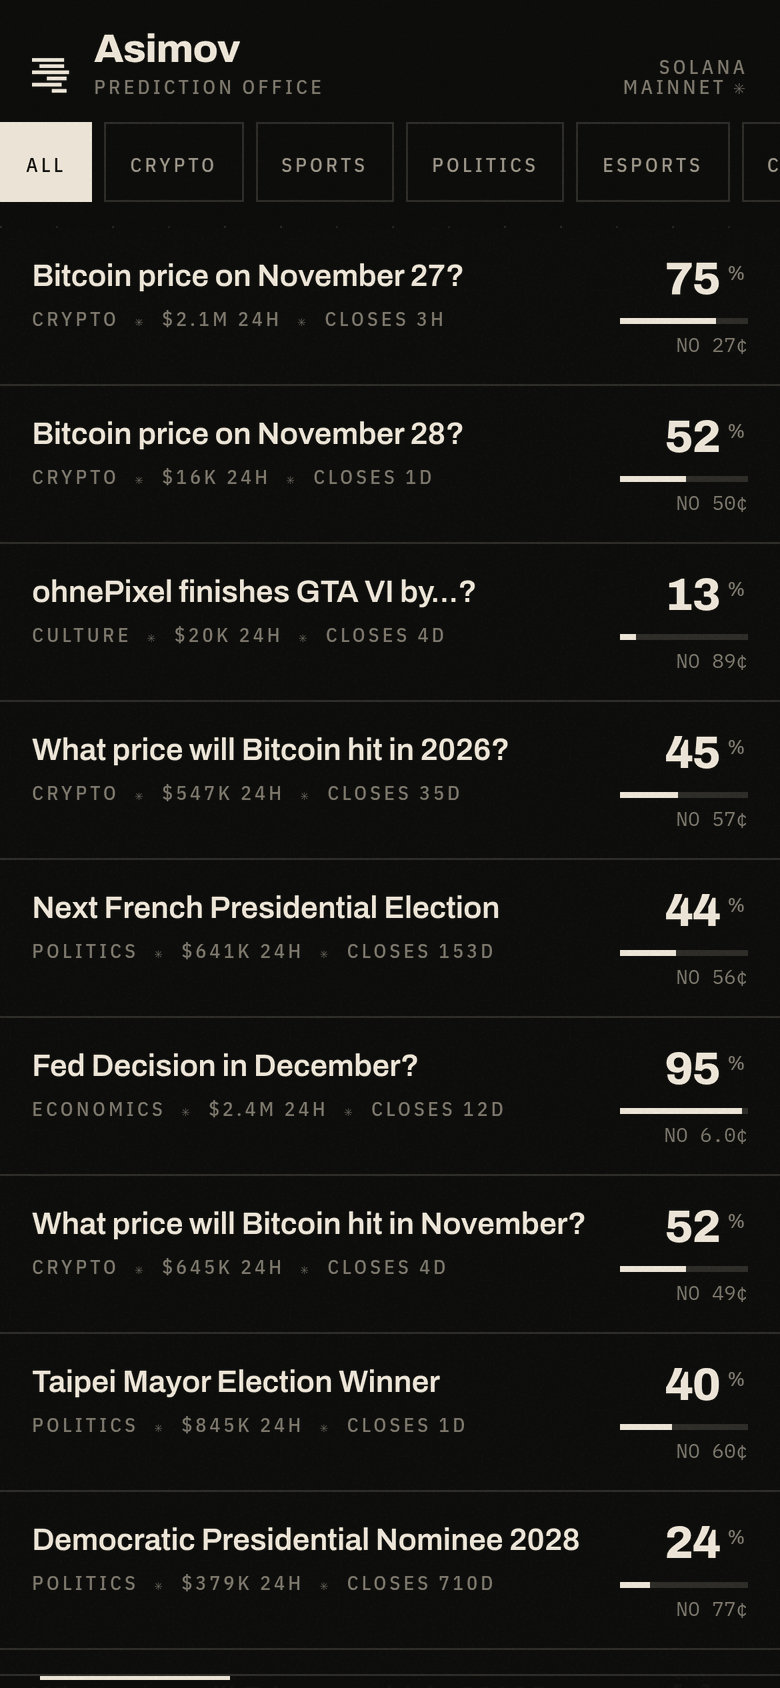 Asimov
PREDICTION OFFICE
SOLANA
MAINNET ✳
ALL
CRYPTO
SPORTS
POLITICS
ESPORTS
Bitcoin price on November 27?
75 %
CRYPTO ✳ $2.1M 24H ✳ CLOSES 3H
NO 27¢
Bitcoin price on November 28?
52 %
CRYPTO ✳ $16K 24H ✳ CLOSES 1D
NO 50¢
ohnePixel finishes GTA VI by...?
13 %
CULTURE ✳ $20K 24H ✳ CLOSES 4D
NO 89¢
What price will Bitcoin hit in 2026?
45 %
CRYPTO ✳ $547K 24H ✳ CLOSES 35D
NO 57¢
Next French Presidential Election
44 %
POLITICS ✳ $641K 24H ✳ CLOSES 153D
NO 56¢
Fed Decision in December?
95 %
ECONOMICS ✳ $2.4M 24H ✳ CLOSES 12D
NO 6.0¢
What price will Bitcoin hit in November?
52 %
CRYPTO ✳ $645K 24H ✳ CLOSES 4D
NO 49¢
Taipei Mayor Election Winner
40 %
POLITICS ✳ $845K 24H ✳ CLOSES 1D
NO 60¢
Democratic Presidential Nominee 2028
24 %
POLITICS ✳ $379K 24H ✳ CLOSES 710D
NO 77¢